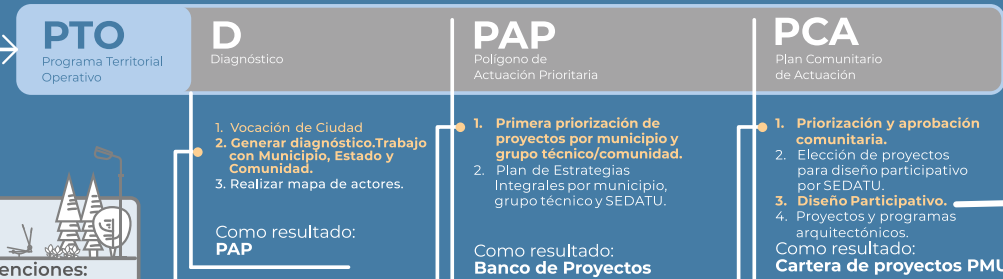 PTO
Programa Territorial
Operativo
D
Diagnóstico
PAP
Polígono de
Actuación Prioritaria
PCA
Plan Comunitario
de Actuación
1. Vocación de Ciudad
2. Generar diagnóstico.Trabajo
con Municipio, Estado y
Comunidad.
3. Realizar mapa de actores.
Como resultado:
PAP
1. Primera priorización de
proyectos por municipio y
grupo técnico/comunidad.
2. Plan de Estrategias
Integrales por municipio,
grupo técnico y SEDATU.
Como resultado:
Banco de Proyectos
1. Priorización y aprobación
comunitaria.
2. Elección de proyectos
para diseño participativo
por SEDATU.
3. Diseño Participativo.
4. Proyectos y programas
arquitectónicos.
Como resultado:
Cartera de proyectos PMU
enciones: